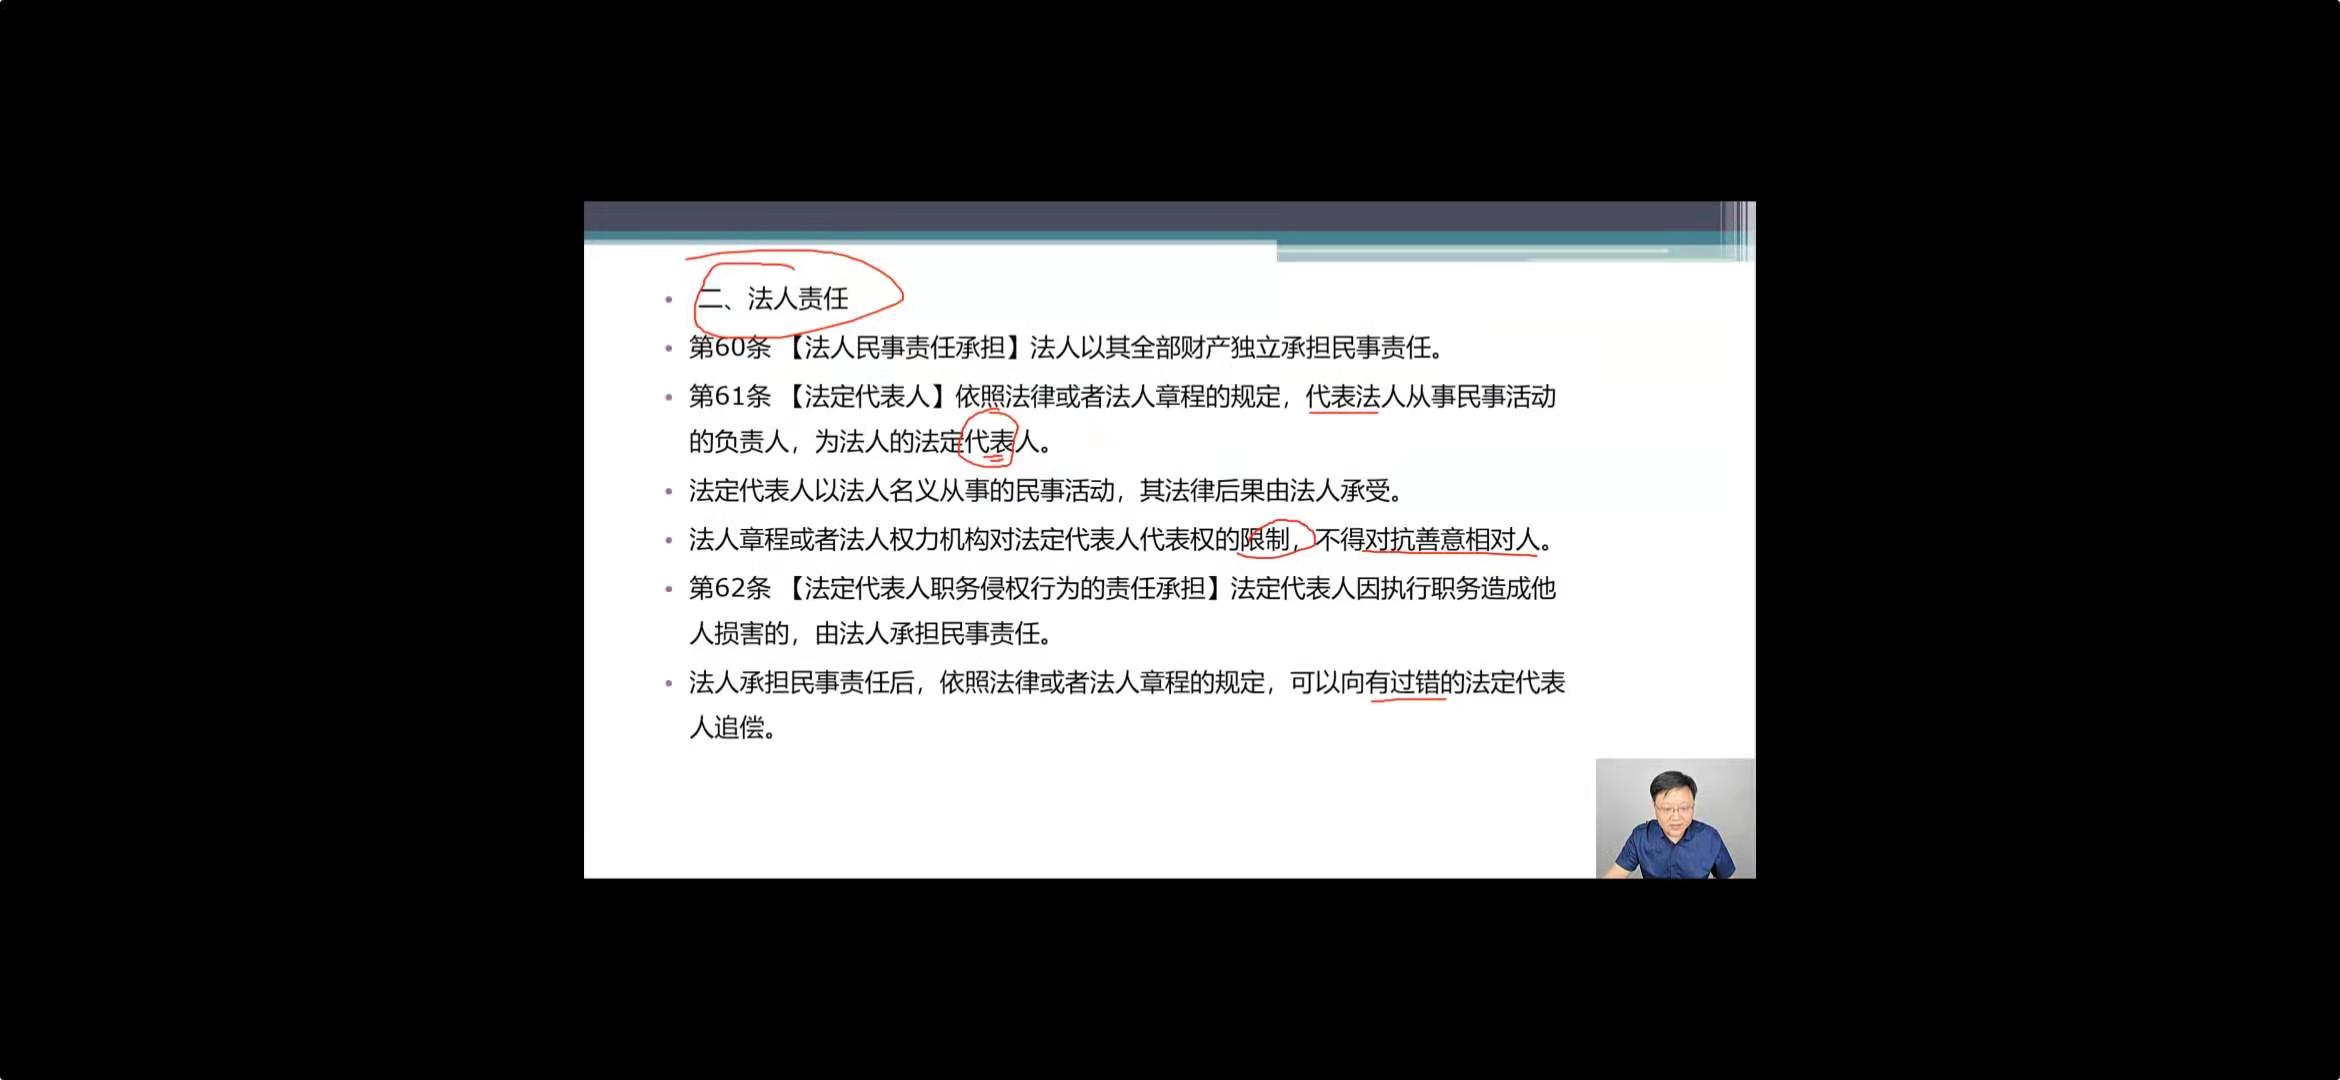 二、法人责任
第60条 【法人民事责任承担】法人以其全部财产独立承担民事责任。
第61条 【法定代表人】依照法律或者法人章程的规定，代表法人从事民事活动
的负责人，为法人的法定代表人。
法定代表人以法人名义从事的民事活动，其法律后果由法人承受。
法人章程或者法人权力机构对法定代表人代表权的限制，不得对抗善意相对人。
第62条 【法定代表人职务侵权行为的责任承担】法定代表人因执行职务造成他
人损害的，由法人承担民事责任。
法人承担民事责任后，依照法律或者法人章程的规定，可以向有过错的法定代表
人追偿。